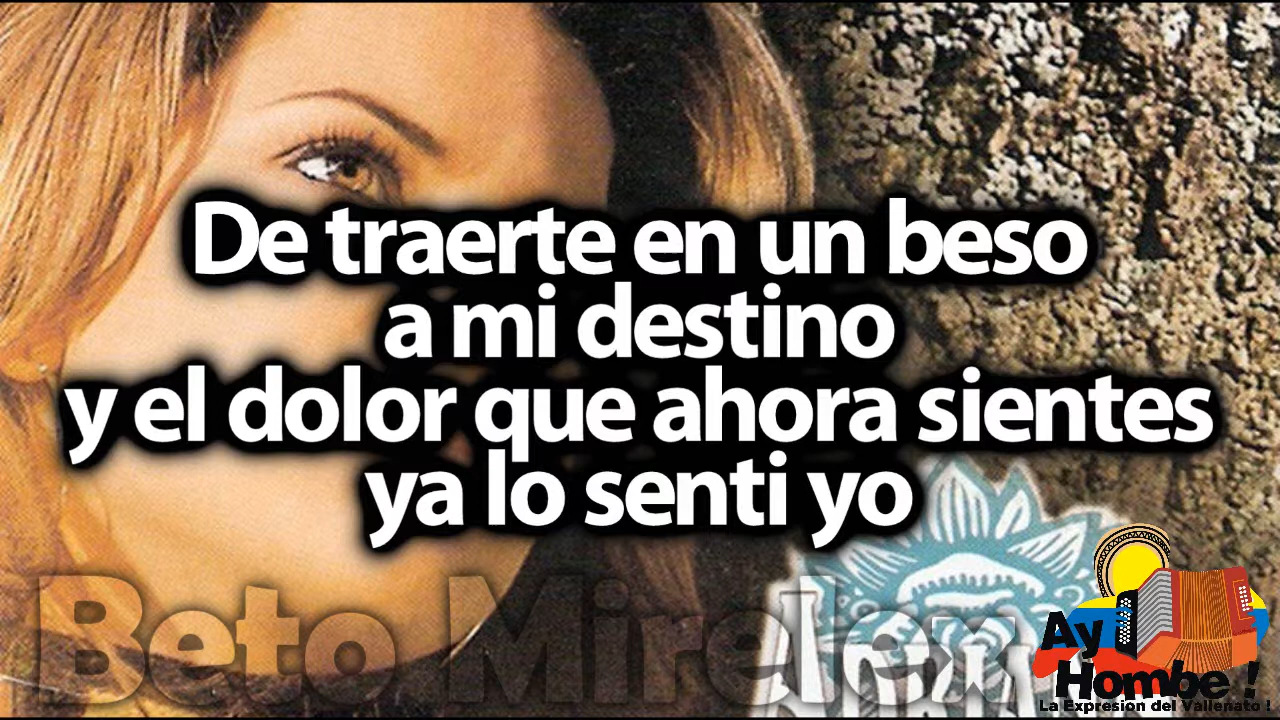 De traerte en un beso
a mi destino
y el dolor que ahora sientes
ya lo senti yo
Beto Mirelex
Ay
Hombe !
La Expresion del Vallenato !